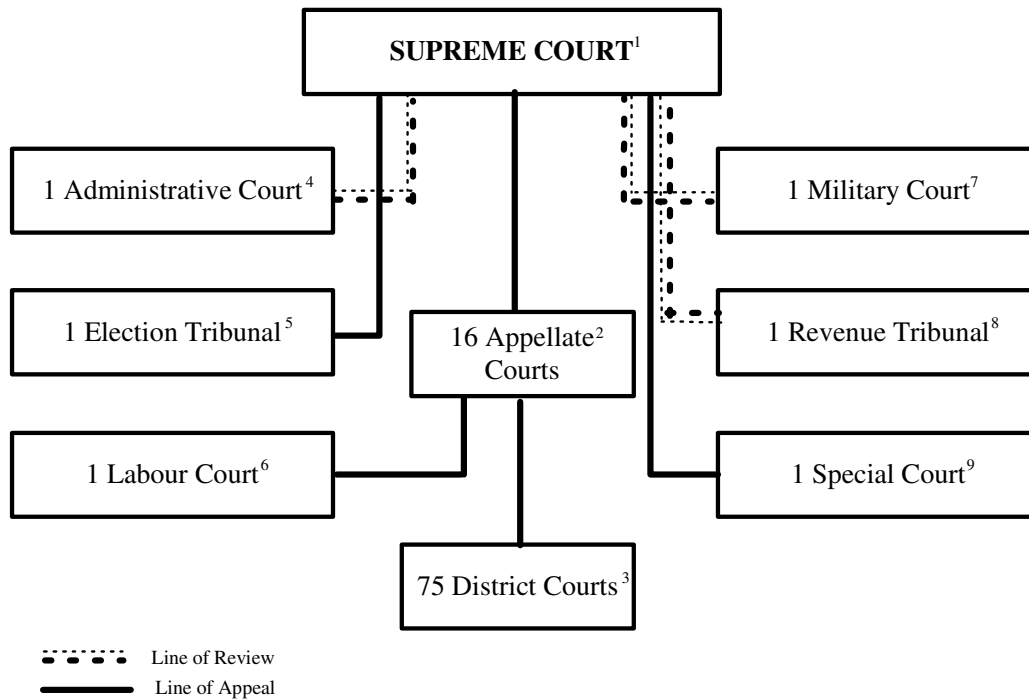 SUPREME COURT¹
1 Administrative Court⁴
1 Military Court⁷
1 Election Tribunal⁵
16 Appellate²
Courts
1 Revenue Tribunal⁸
1 Labour Court⁶
1 Special Court⁹
75 District Courts³
Line of Review
Line of Appeal